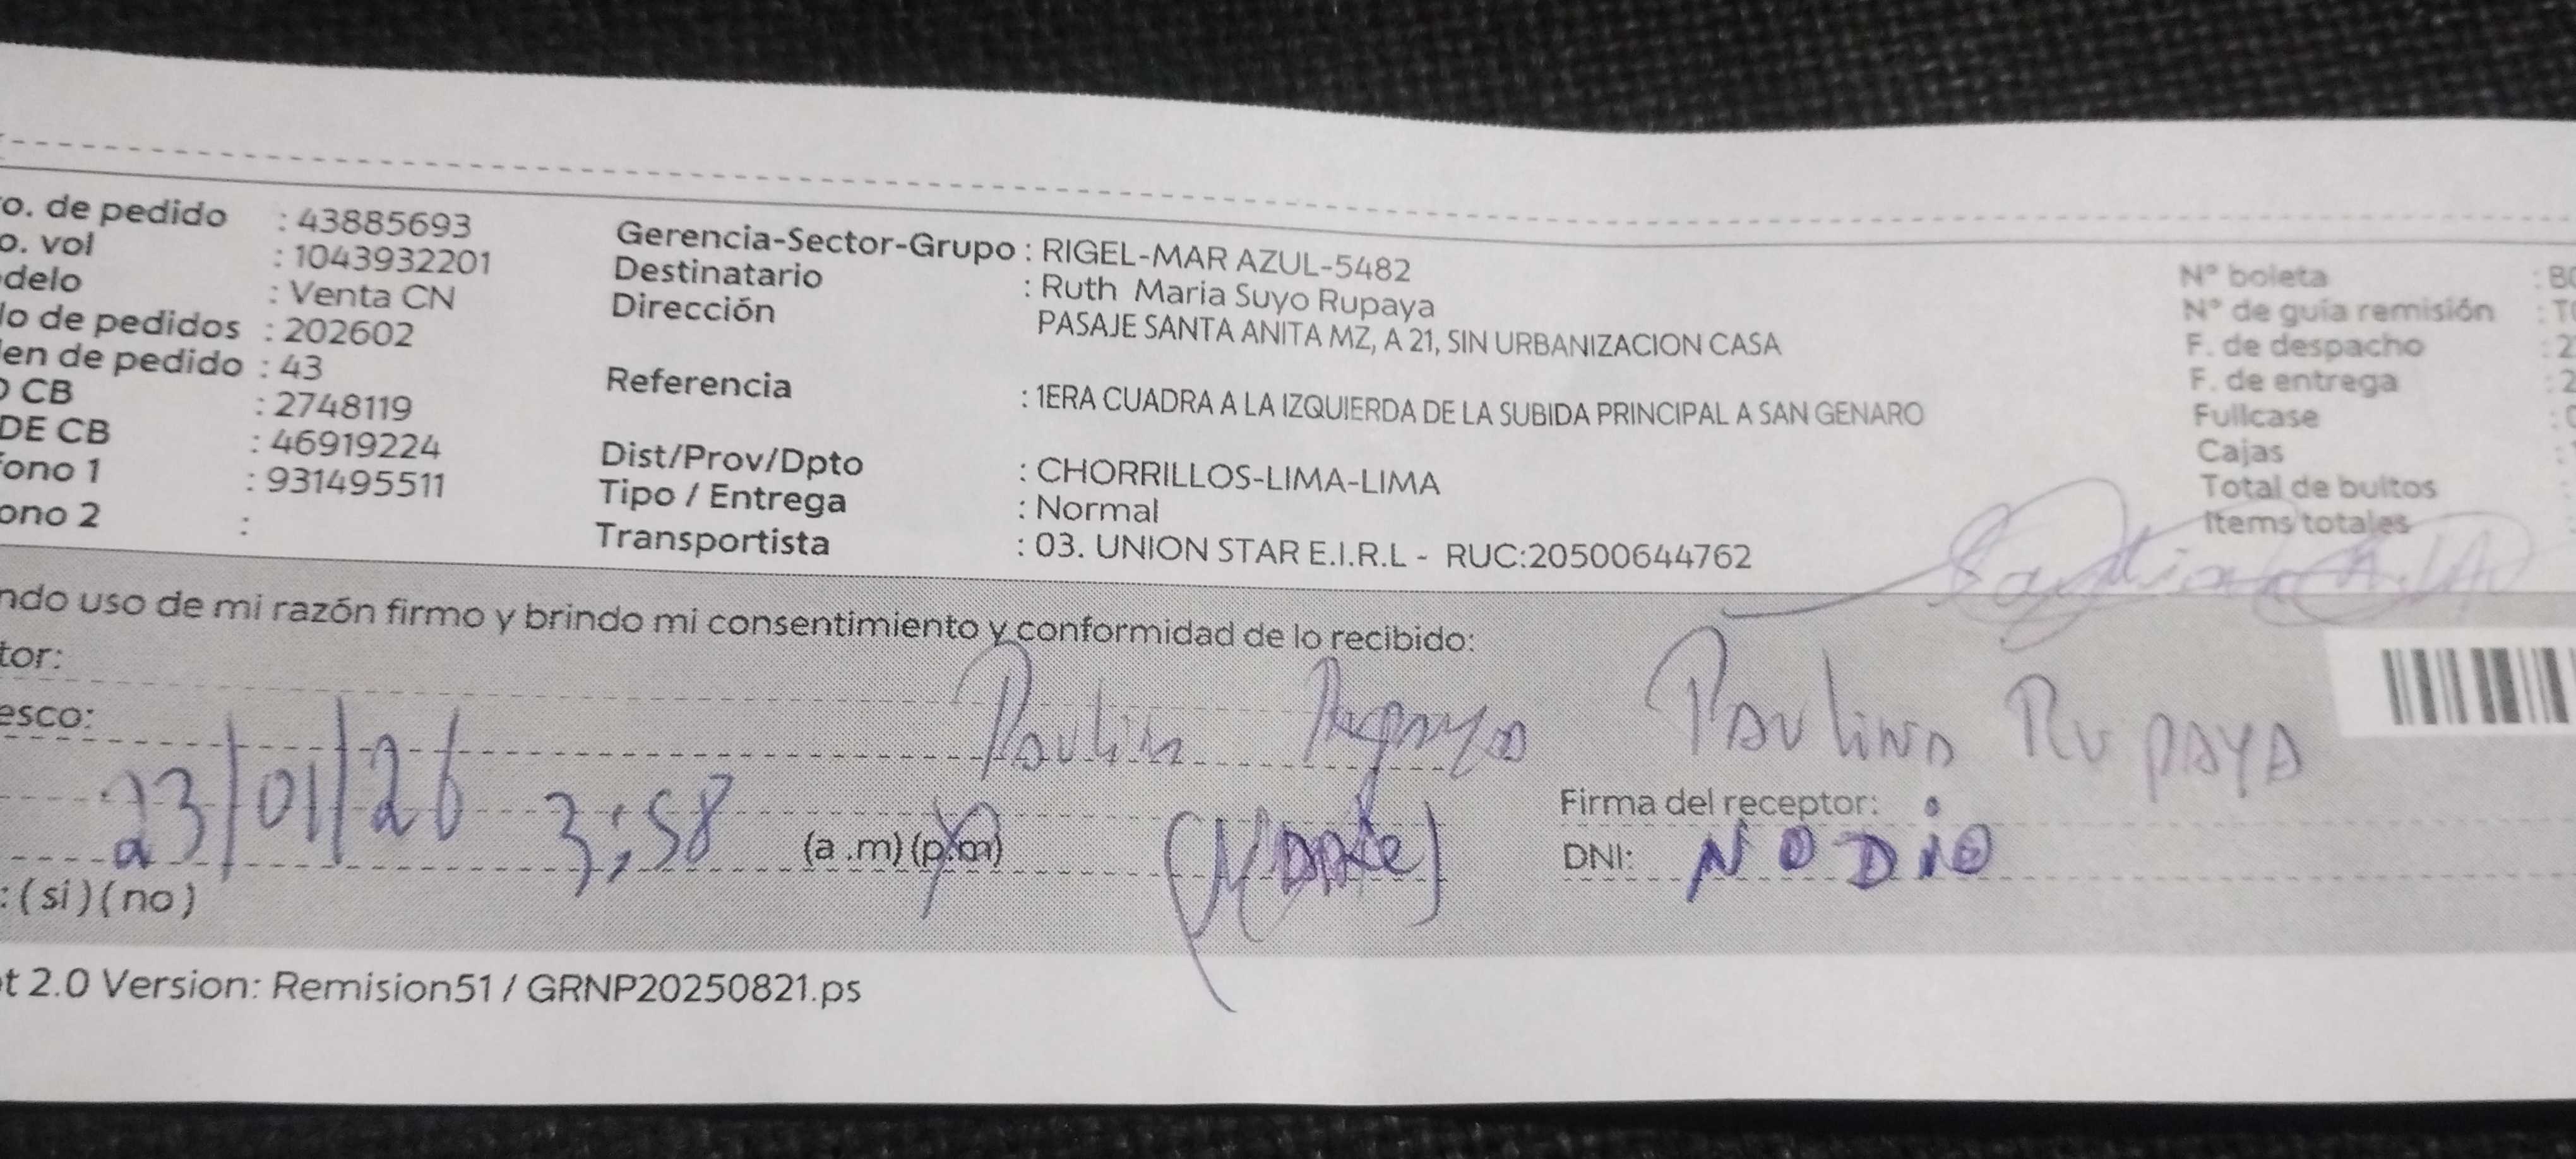 o. de pedido : 43885693
o. vol : 1043932201
delo : Venta CN
lo de pedidos : 202602
en de pedido : 43
O CB : 2748119
DE CB : 46919224
fono 1 : 931495511
ono 2 :
Gerencia-Sector-Grupo : RIGEL-MAR AZUL-5482
Destinatario : Ruth Maria Suyo Rupaya
Dirección PASAJE SANTA ANITA MZ, A 21, SIN URBANIZACION CASA
Referencia : 1ERA CUADRA A LA IZQUIERDA DE LA SUBIDA PRINCIPAL A SAN GENARO
Dist/Prov/Dpto : CHORRILLOS-LIMA-LIMA
Tipo / Entrega : Normal
Transportista : 03. UNION STAR E.I.R.L - RUC:20500644762
N° boleta : B
N° de guía remisión : T
F. de despacho : 2
F. de entrega : 2
Fullcase :
Cajas :
Total de bultos
Items totales
ndo uso de mi razón firmo y brindo mi consentimiento y conformidad de lo recibido:
tor:
esco:
Paulina Rupaya Paulina Rupaya
23/01/26 3:58 (a .m) (p.m)
Firma del receptor:
DNI: NO DiO
: ( si ) ( no )
t 2.0 Version: Remision51 / GRNP20250821.ps